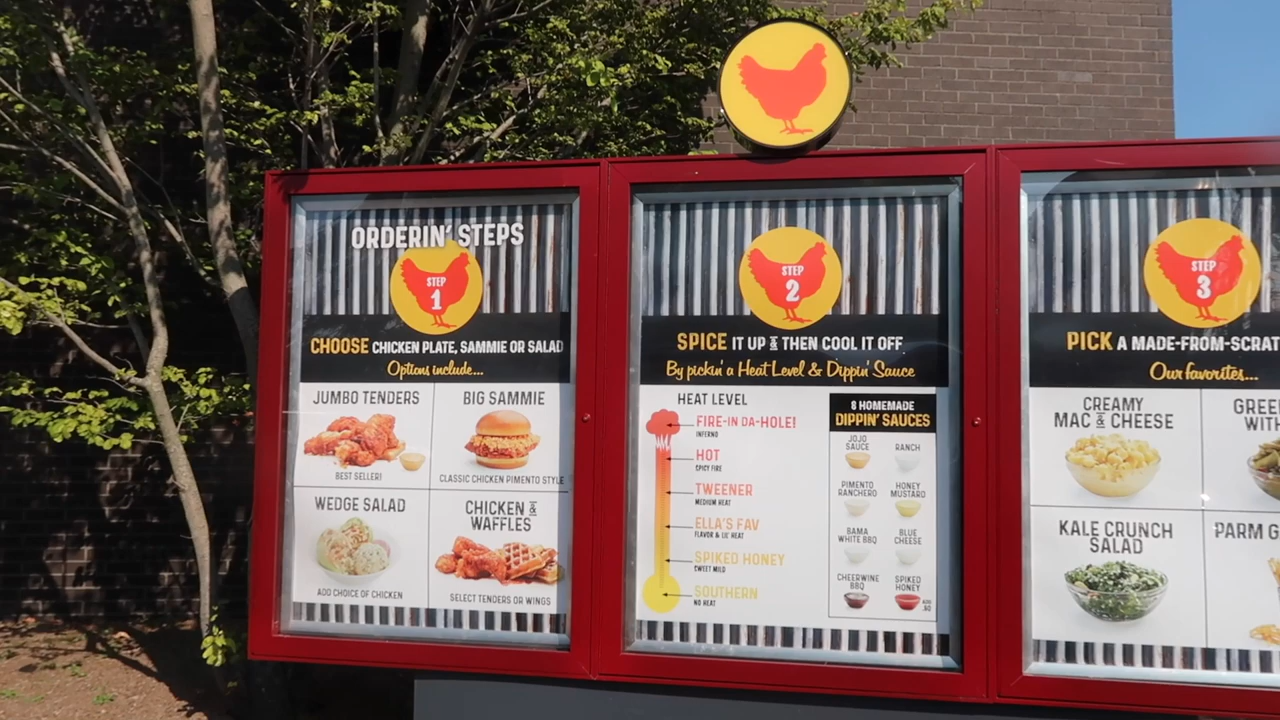 ORDERIN' STEPS
STEP
1
CHOOSE CHICKEN PLATE, SAMMIE OR SALAD
Options include...
JUMBO TENDERS
BEST SELLER!
BIG SAMMIE
CLASSIC CHICKEN PIMENTO STYLE
WEDGE SALAD
ADD CHOICE OF CHICKEN
CHICKEN &
WAFFLES
SELECT TENDERS OR WINGS
STEP
2
SPICE IT UP & THEN COOL IT OFF
By pickin' a Heat Level & Dippin' Sauce
HEAT LEVEL
FIRE-IN DA-HOLE!
INFERNO
HOT
SPICY FIRE
TWEENER
MEDIUM HEAT
ELLA'S FAV
FLAVOR & LIL' HEAT
SPIKED HONEY
SWEET MILD
SOUTHERN
NO HEAT
8 HOMEMADE
DIPPIN' SAUCES
JOJO
SAUCE
RANCH
PIMENTO
RANCHERO
HONEY
MUSTARD
BAMA
WHITE BBQ
BLUE
CHEESE
CHEERWINE
BBQ
SPIKED
HONEY
ADD
.50
STEP
3
PICK A MADE-FROM-SCRAT
Our favorites...
CREAMY
MAC & CHEESE
GREE
WITH
KALE CRUNCH
SALAD
PARM G